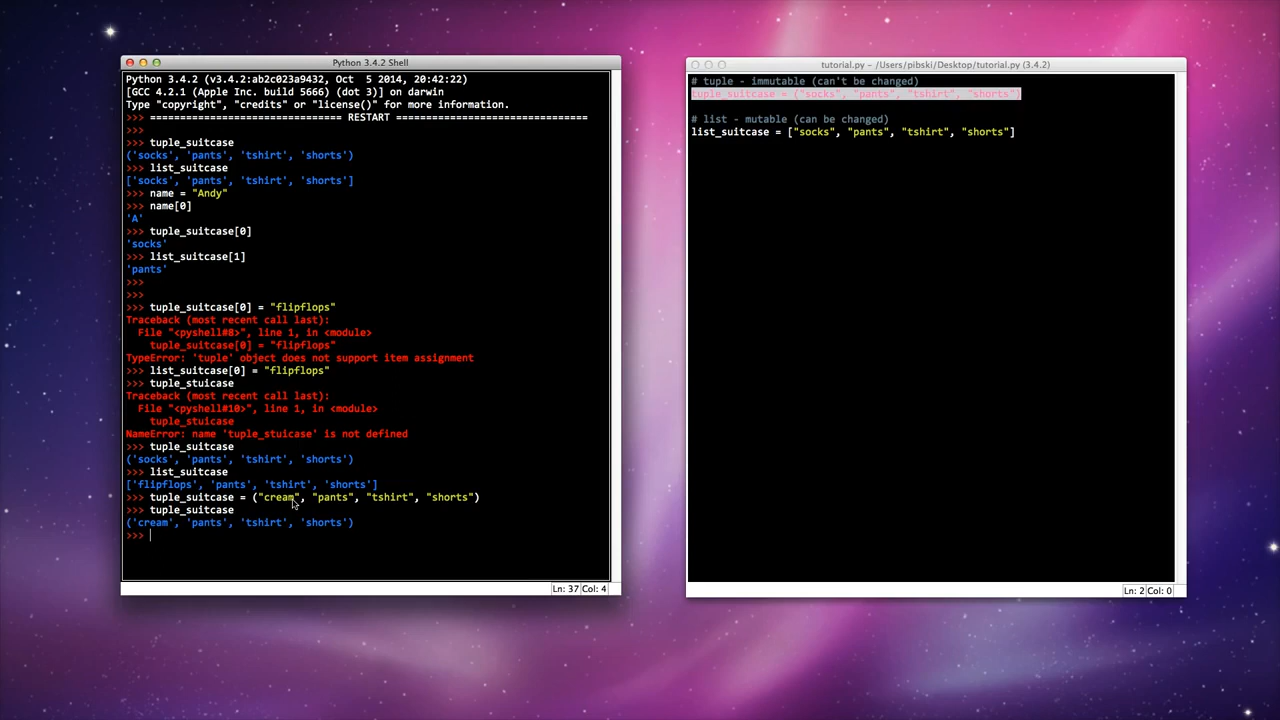 Python 3.4.2 Shell
Python 3.4.2 (v3.4.2:ab2c023a9432, Oct  5 2014, 20:42:22)
[GCC 4.2.1 (Apple Inc. build 5666) (dot 3)] on darwin
Type "copyright", "credits" or "license()" for more information.
>>> ================================ RESTART ================================
>>>
>>> tuple_suitcase
('socks', 'pants', 'tshirt', 'shorts')
>>> list_suitcase
['socks', 'pants', 'tshirt', 'shorts']
>>> name = "Andy"
>>> name[0]
'A'
>>> tuple_suitcase[0]
'socks'
>>> list_suitcase[1]
'pants'
>>>
>>>
>>> tuple_suitcase[0] = "flipflops"
Traceback (most recent call last):
  File "<pyshell#8>", line 1, in <module>
    tuple_suitcase[0] = "flipflops"
TypeError: 'tuple' object does not support item assignment
>>> list_suitcase[0] = "flipflops"
>>> tuple_stuicase
Traceback (most recent call last):
  File "<pyshell#10>", line 1, in <module>
    tuple_stuicase
NameError: name 'tuple_stuicase' is not defined
>>> tuple_suitcase
('socks', 'pants', 'tshirt', 'shorts')
>>> list_suitcase
['flipflops', 'pants', 'tshirt', 'shorts']
>>> tuple_suitcase = ("cream", "pants", "tshirt", "shorts")
>>> tuple_suitcase
('cream', 'pants', 'tshirt', 'shorts')
>>>
Ln: 37 Col: 4
tutorial.py - /Users/pibski/Desktop/tutorial.py (3.4.2)
# tuple - immutable (can't be changed)
tuple_suitcase = ("socks", "pants", "tshirt", "shorts")
# list - mutable (can be changed)
list_suitcase = ["socks", "pants", "tshirt", "shorts"]
Ln: 2 Col: 0